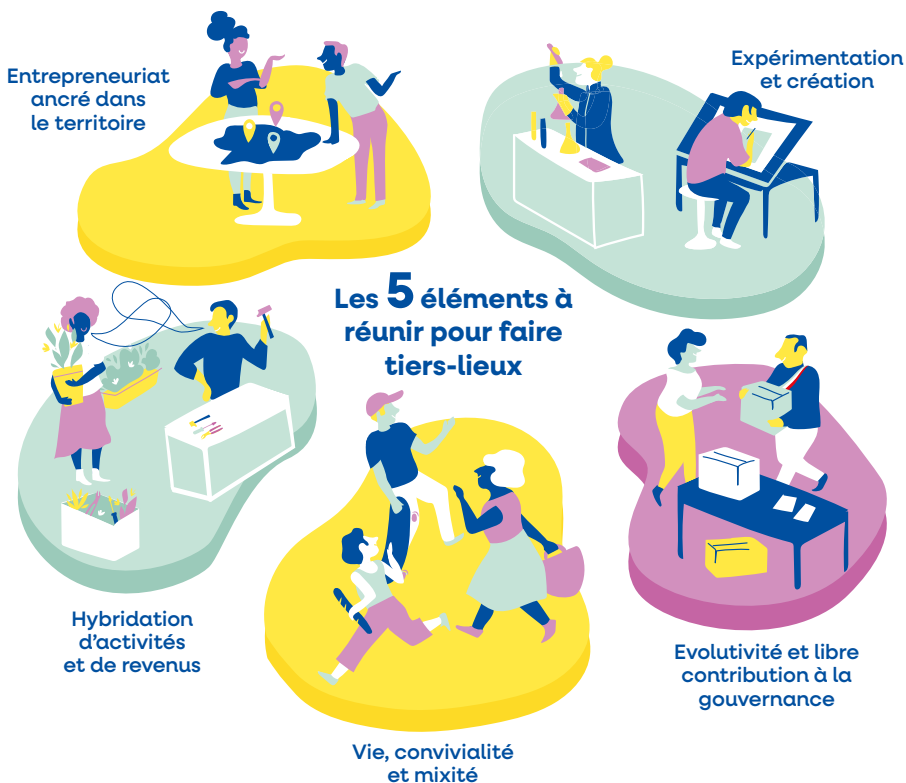 Entrepreneuriat
ancré dans
le territoire
Expérimentation
et création
Les 5 éléments à
réunir pour faire
tiers-lieux
Hybridation
d'activités
et de revenus
Evolutivité et libre
contribution à la
gouvernance
Vie, convivialité
et mixité